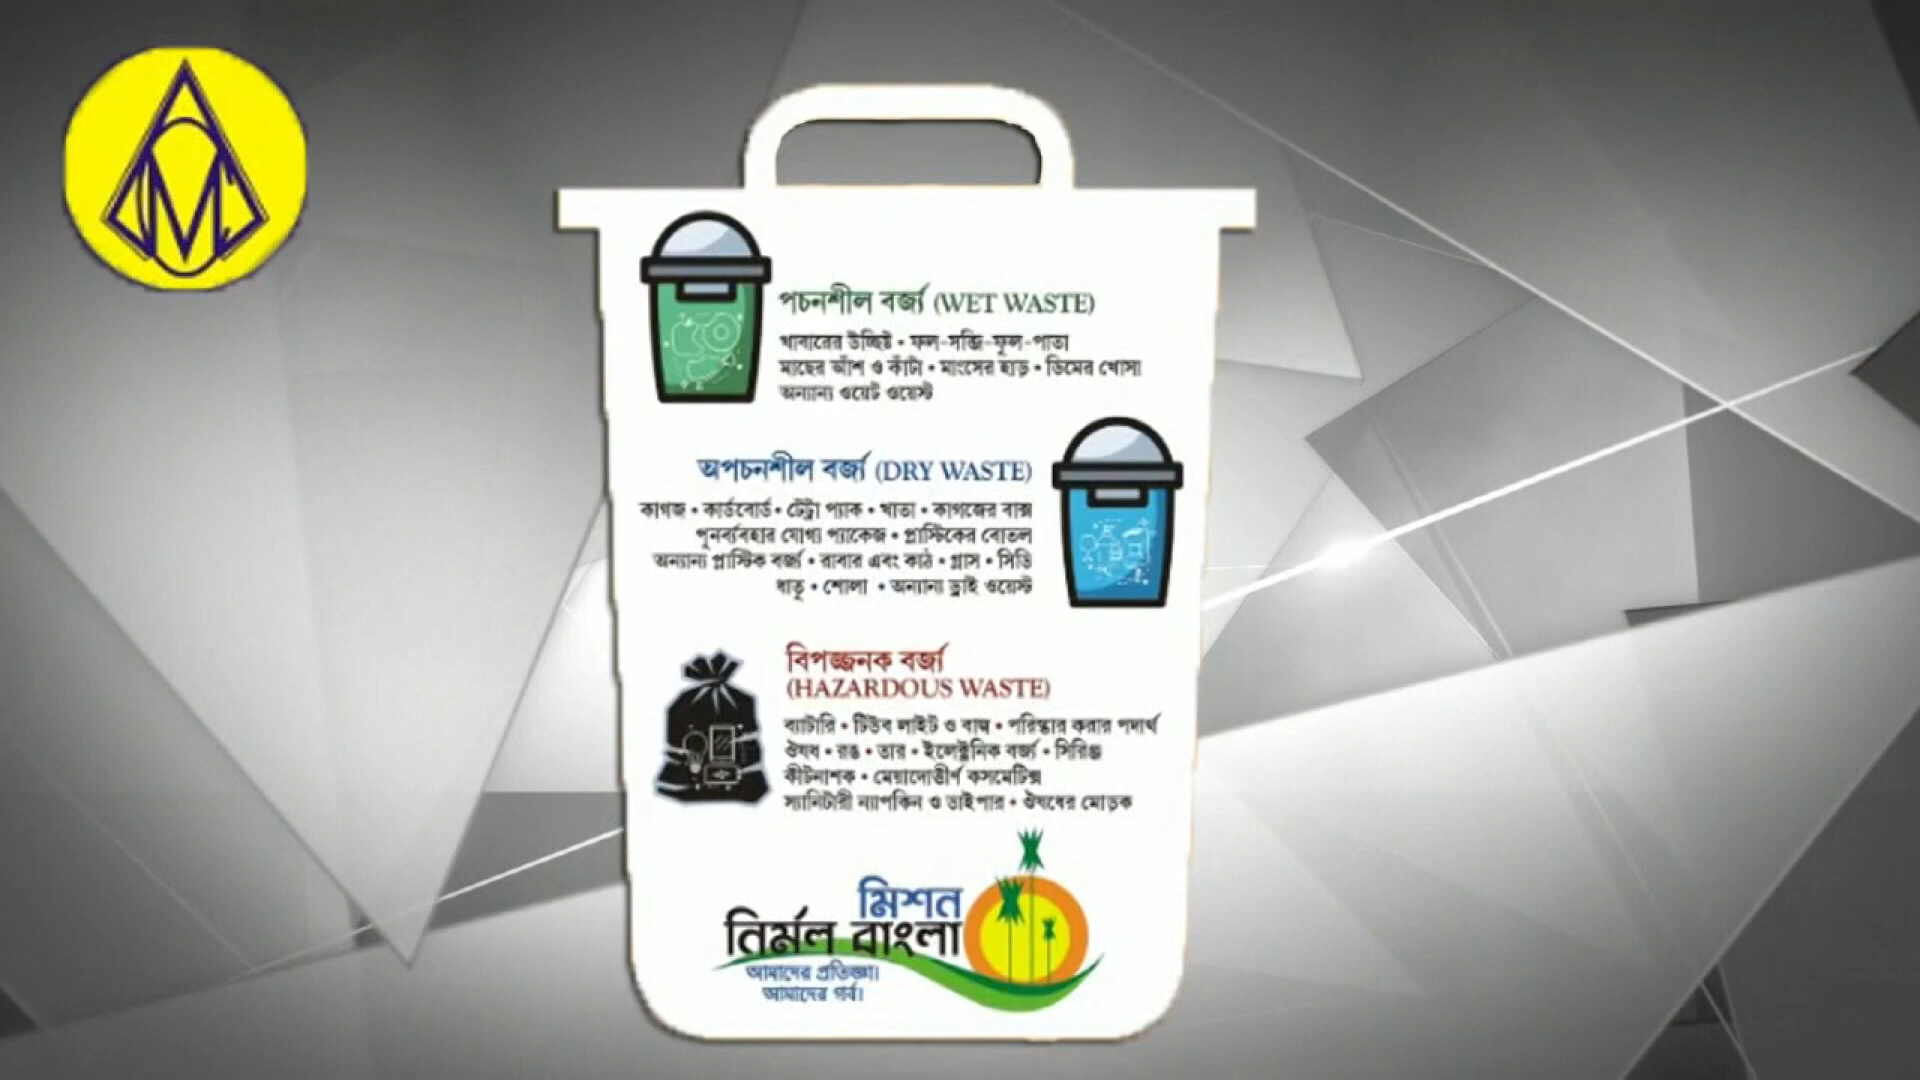 পচনশীল বর্জ্য (WET WASTE)
খাবারের উচ্ছিষ্ট • ফল-সব্জি-ফুল-পাতা
মাছের আঁশ ও কাঁটা • মাংসের হাড় • ডিমের খোসা
অন্যান্য ওয়েট ওয়েস্ট
অপচনশীল বর্জ্য (DRY WASTE)
কাগজ • কার্ডবোর্ড • টেট্রা প্যাক • খাতা • কাগজের বাক্স
পুনর্ব্যবহার যোগ্য প্যাকেজ • প্লাস্টিকের বোতল
অন্যান্য প্লাস্টিক বর্জ্য • রাবার এবং কাঠ • গ্লাস • সিডি
ধাতু • শোলা • অন্যান্য ড্রাই ওয়েস্ট
বিপজ্জনক বর্জ্য
(HAZARDOUS WASTE)
ব্যাটারি • টিউব লাইট ও বাল্ব • পরিস্কার করার পদার্থ
ঔষধ • রঙ • তার • ইলেক্ট্রনিক বর্জ্য • সিরিঞ্জ
কীটনাশক • মেয়াদোত্তীর্ণ কসমেটিক্স
স্যানিটারী ন্যাপকিন ও ডাইপার • ঔষধের মোড়ক
মিশন
নির্মল বাংলা
আমাদের প্রতিজ্ঞা।
আমাদের গর্ব।